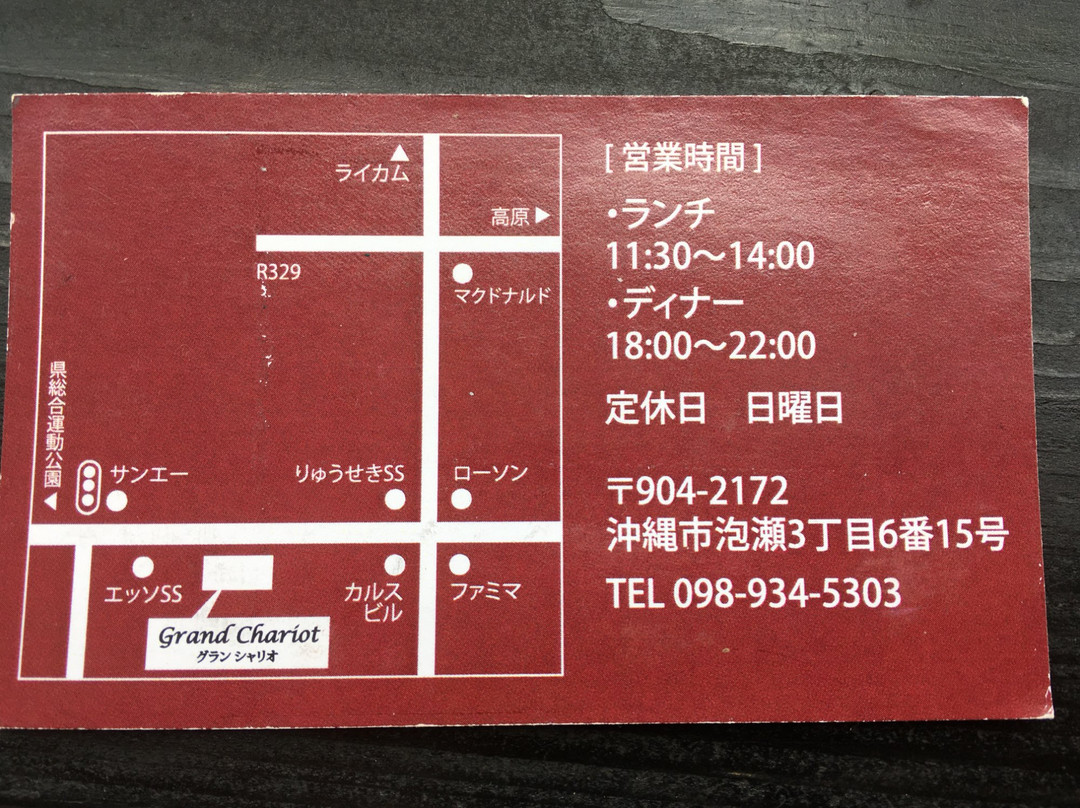 ライカム
高原
R329
マクドナルド
県総合運動公園
サンエー
りゅうせきSS
ローソン
エッソSS
カルス
ビル
ファミマ
Grand Chariot
グラン シャリオ
[ 営業時間 ]
・ランチ
11:30～14:00
・ディナー
18:00～22:00
定休日 日曜日
〒904-2172
沖縄市泡瀬3丁目6番15号
TEL 098-934-5303